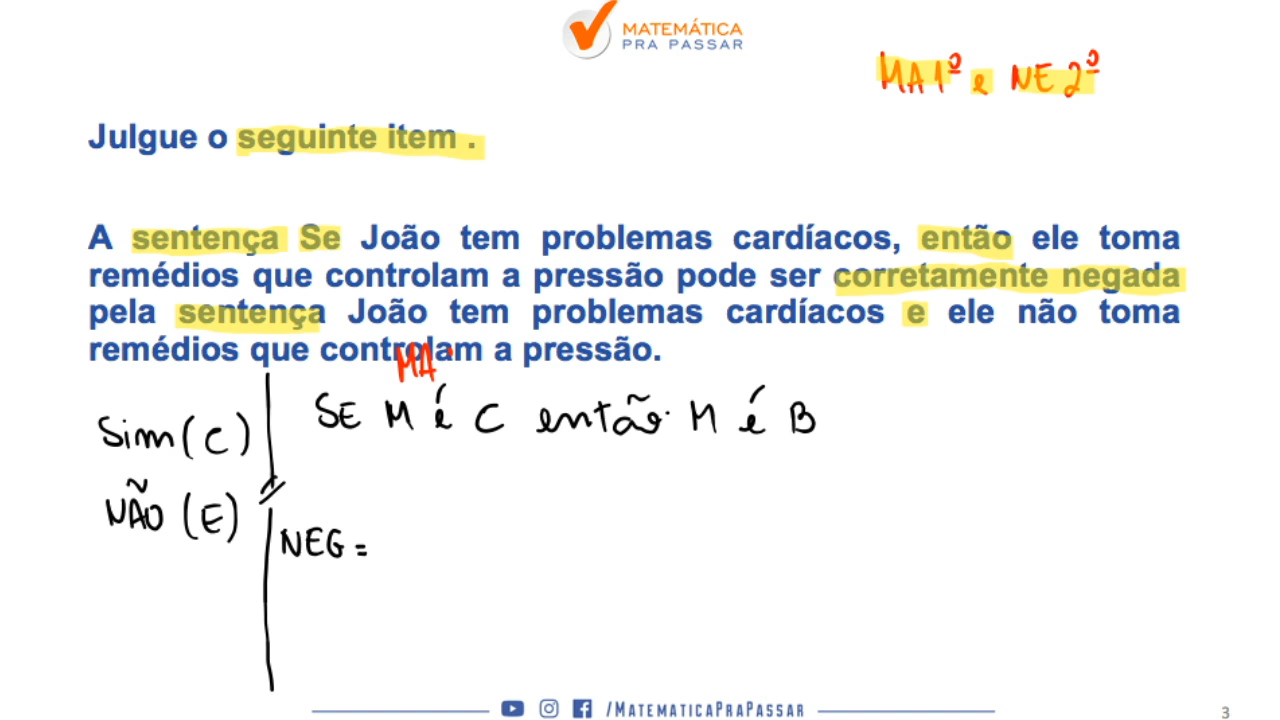 MATEMÁTICA
PRA PASSAR
MA 1º e NE 2º
Julgue o seguinte item .
A sentença Se João tem problemas cardíacos, então ele toma
remédios que controlam a pressão pode ser corretamente negada
pela sentença João tem problemas cardíacos e ele não toma
remédios que controlam a pressão.
MA
SE M é C então M é B
Sim (C)
NÃO (E)
NEG =
/MATEMATICAPRAPASSAR
3